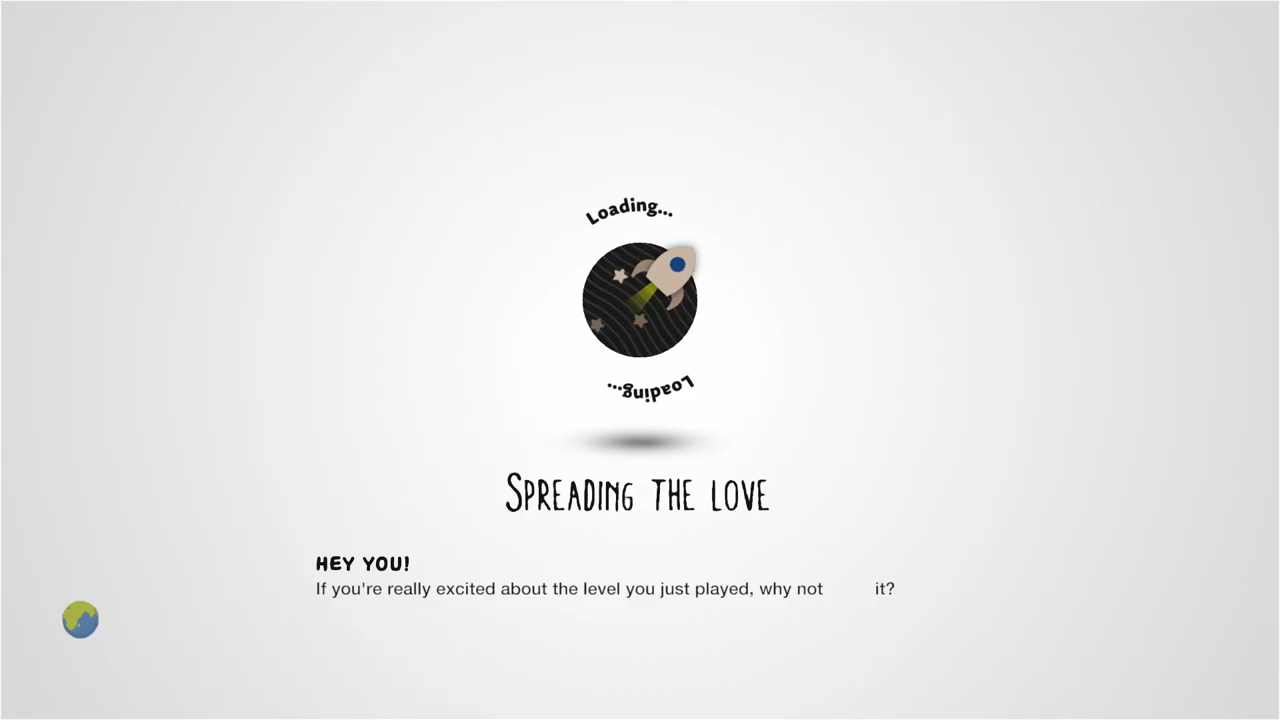 Loading...
Loading...
SPREADING THE LOVE
HEY YOU!
If you're really excited about the level you just played, why not it?